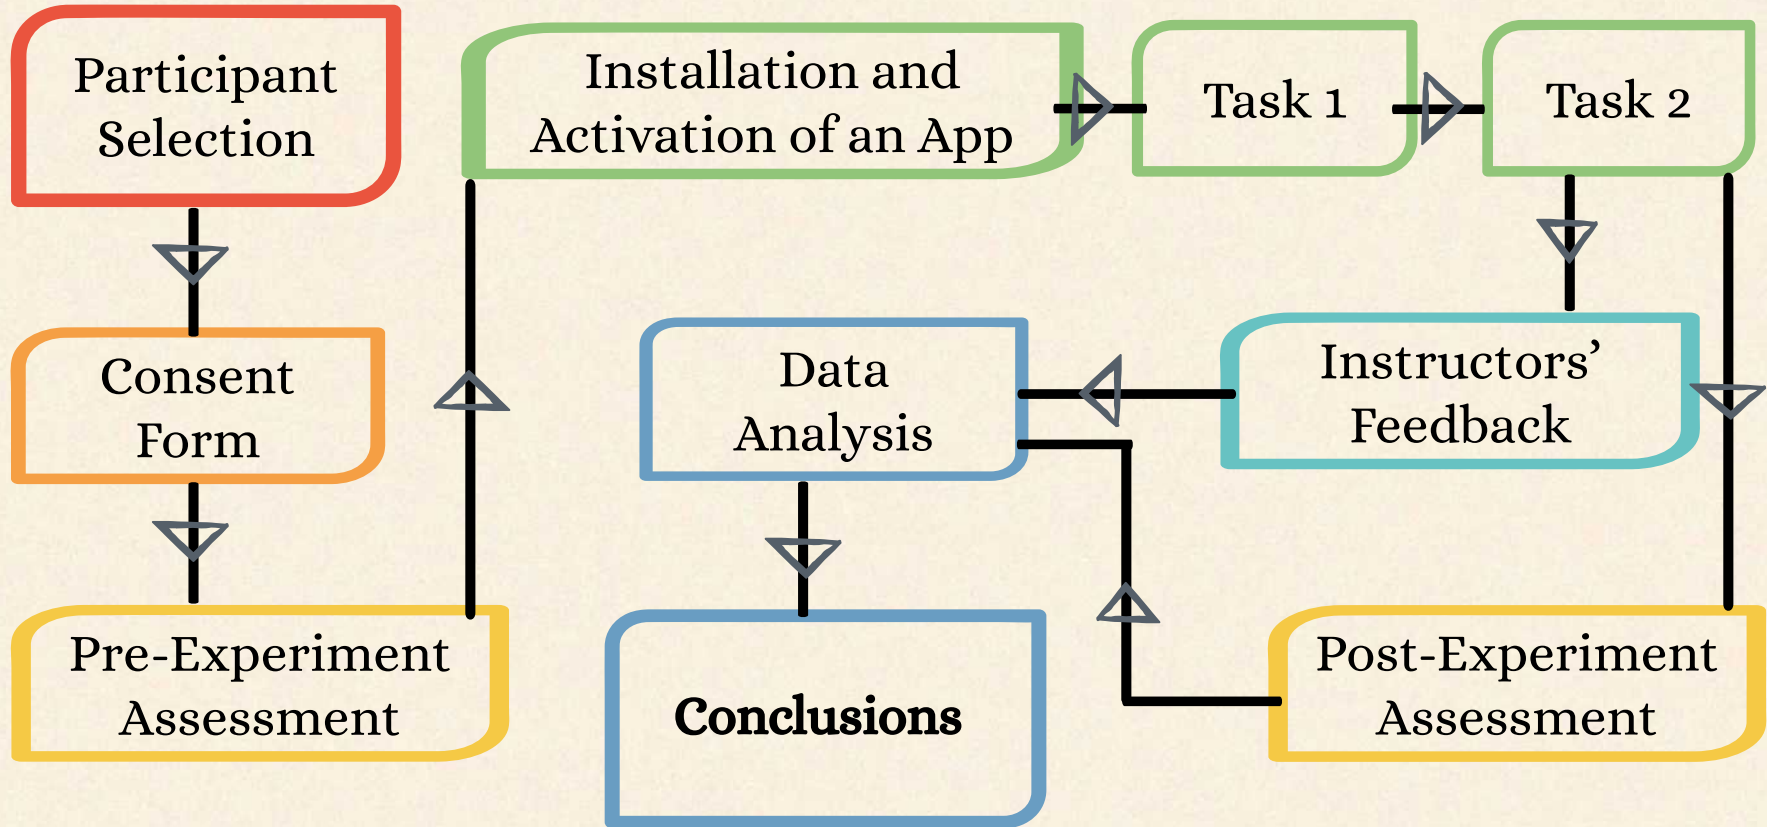 Participant
Selection
Consent
Form
Pre-Experiment
Assessment
Installation and
Activation of an App
Task 1
Task 2
Instructors’
Feedback
Post-Experiment
Assessment
Data
Analysis
Conclusions